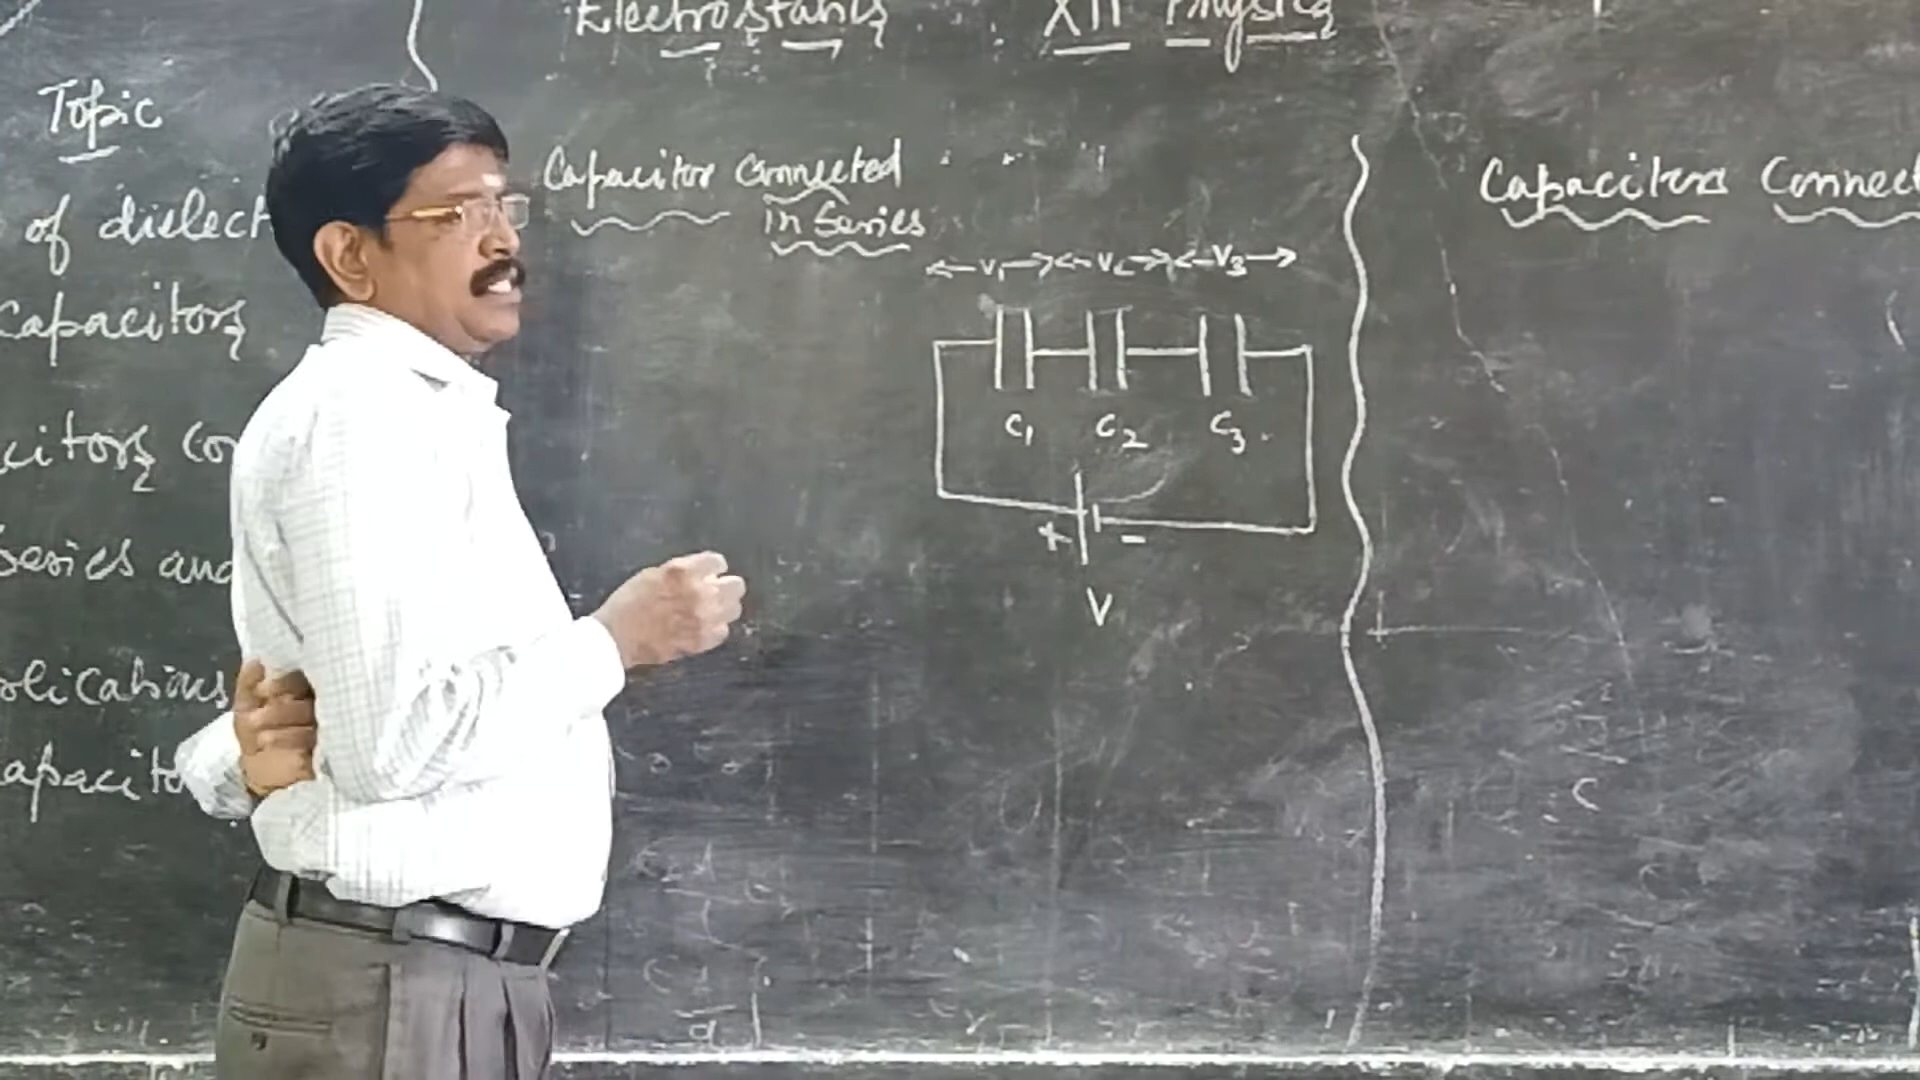 Electrostatics XII Physics
Topic
of dielect
Capacitors
citors co
Series and
plications
apacito
Capacitor Connected
in Series
V₁ V₂ V₃
C₁ C₂ C₃
+ -
V
Capacitors Connect